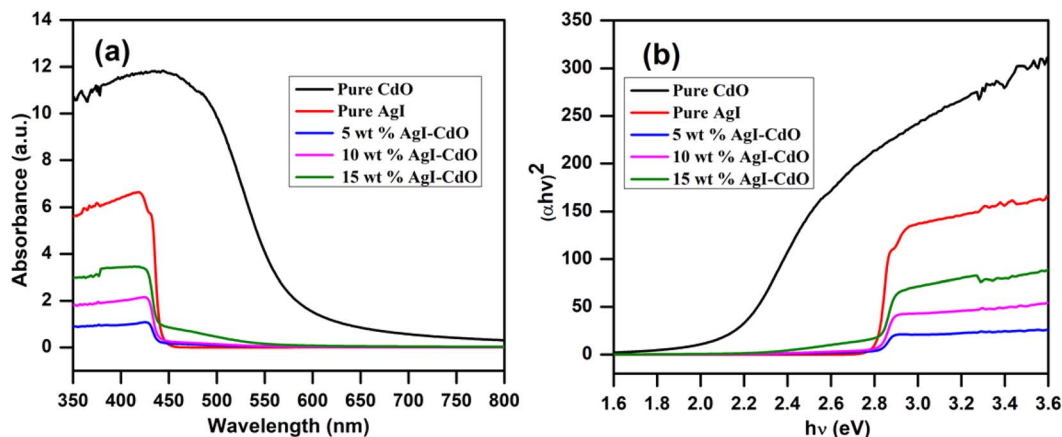 (a)
Absorbance (a.u.)
14
12
10
8
6
4
2
0
Pure CdO
Pure AgI
5 wt % AgI-CdO
10 wt % AgI-CdO
15 wt % AgI-CdO
350 400 450 500 550 600 650 700 750 800
Wavelength (nm)
(b)
(αhν)2
350
300
250
200
150
100
50
0
Pure CdO
Pure AgI
5 wt % AgI-CdO
10 wt % AgI-CdO
15 wt % AgI-CdO
1.6 1.8 2.0 2.2 2.4 2.6 2.8 3.0 3.2 3.4 3.6
hν (eV)